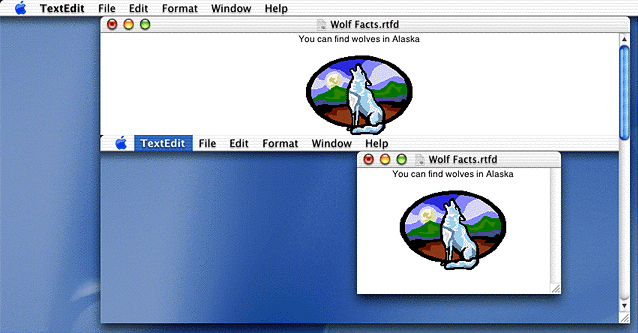 TextEdit File Edit Format Window Help
Wolf Facts.rtfd
You can find wolves in Alaska
TextEdit File Edit Format Window Help
Wolf Facts.rtfd
You can find wolves in Alaska